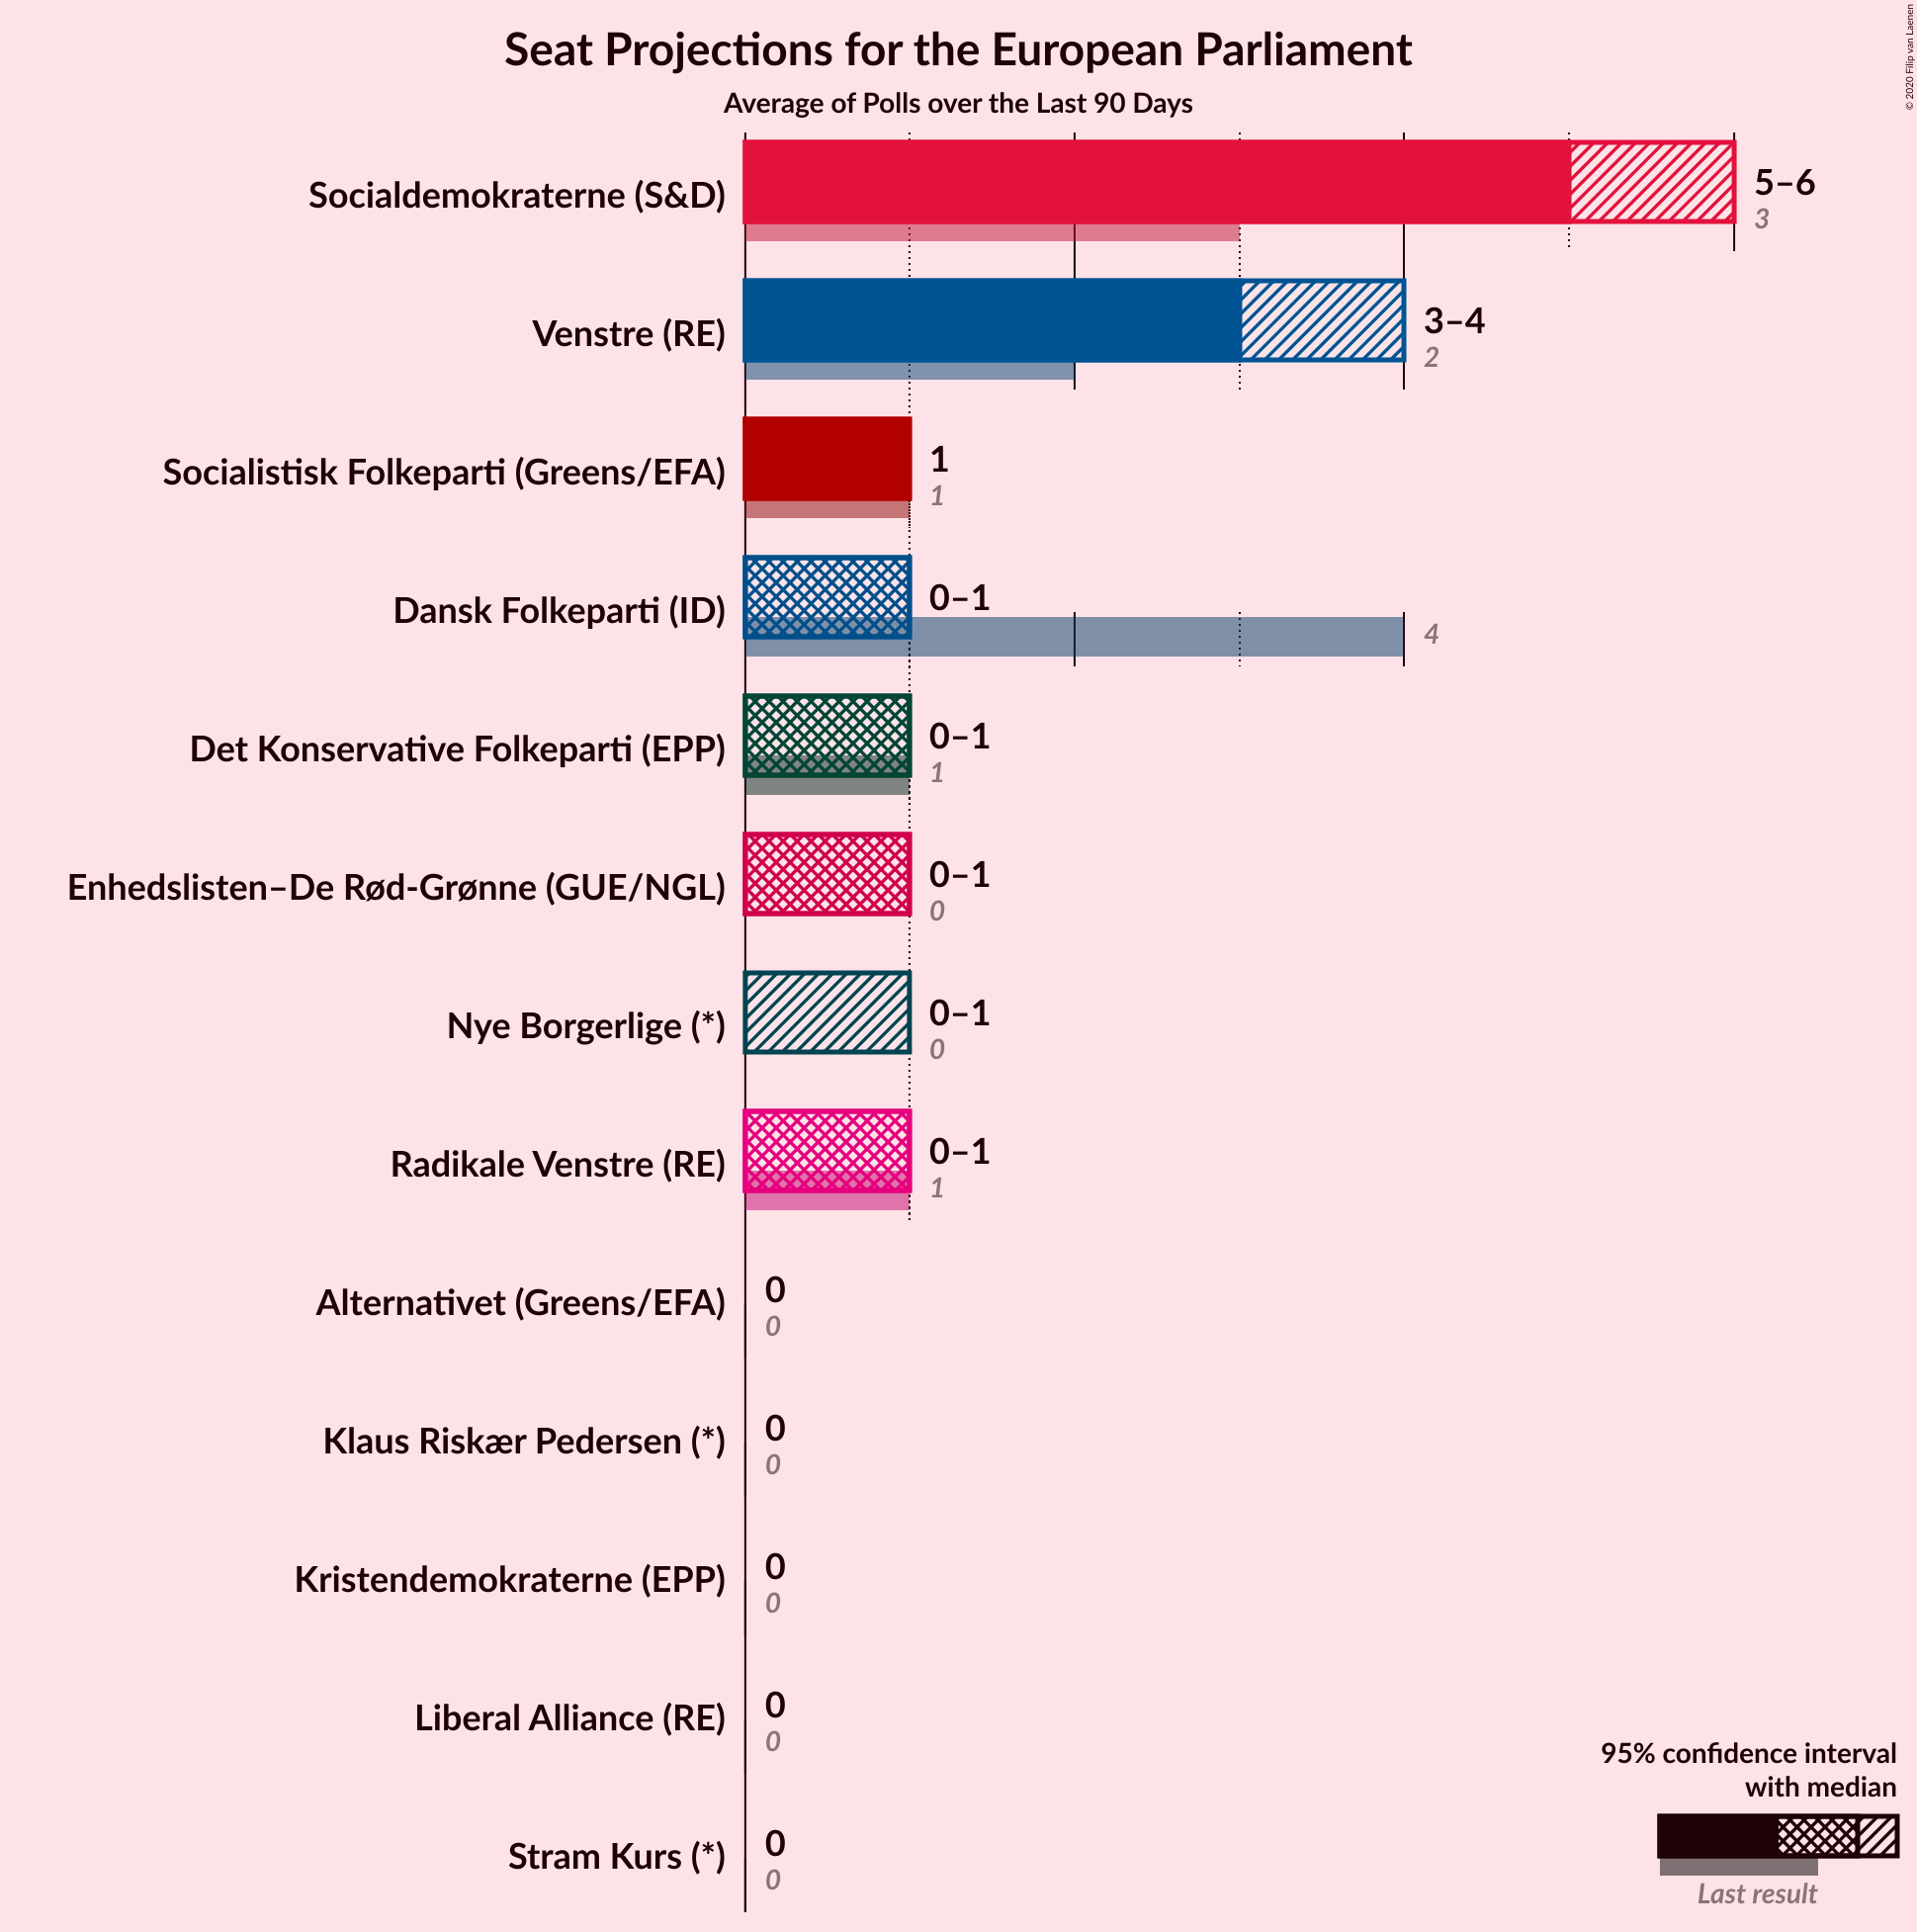 Seat Projections for the European Parliament
Average of Polls over the Last 90 Days
© 2020 Filip van Laenen
Socialdemokraterne (S&D)
5–6
3
Venstre (RE)
3–4
2
Socialistisk Folkeparti (Greens/EFA)
1
1
Dansk Folkeparti (ID)
0–1
4
Det Konservative Folkeparti (EPP)
0–1
1
Enhedslisten–De Rød-Grønne (GUE/NGL)
0–1
0
Nye Borgerlige (*)
0–1
0
Radikale Venstre (RE)
0–1
1
Alternativet (Greens/EFA)
0
0
Klaus Riskær Pedersen (*)
0
0
Kristendemokraterne (EPP)
0
0
Liberal Alliance (RE)
0
0
Stram Kurs (*)
0
0
95% confidence interval
with median
Last result